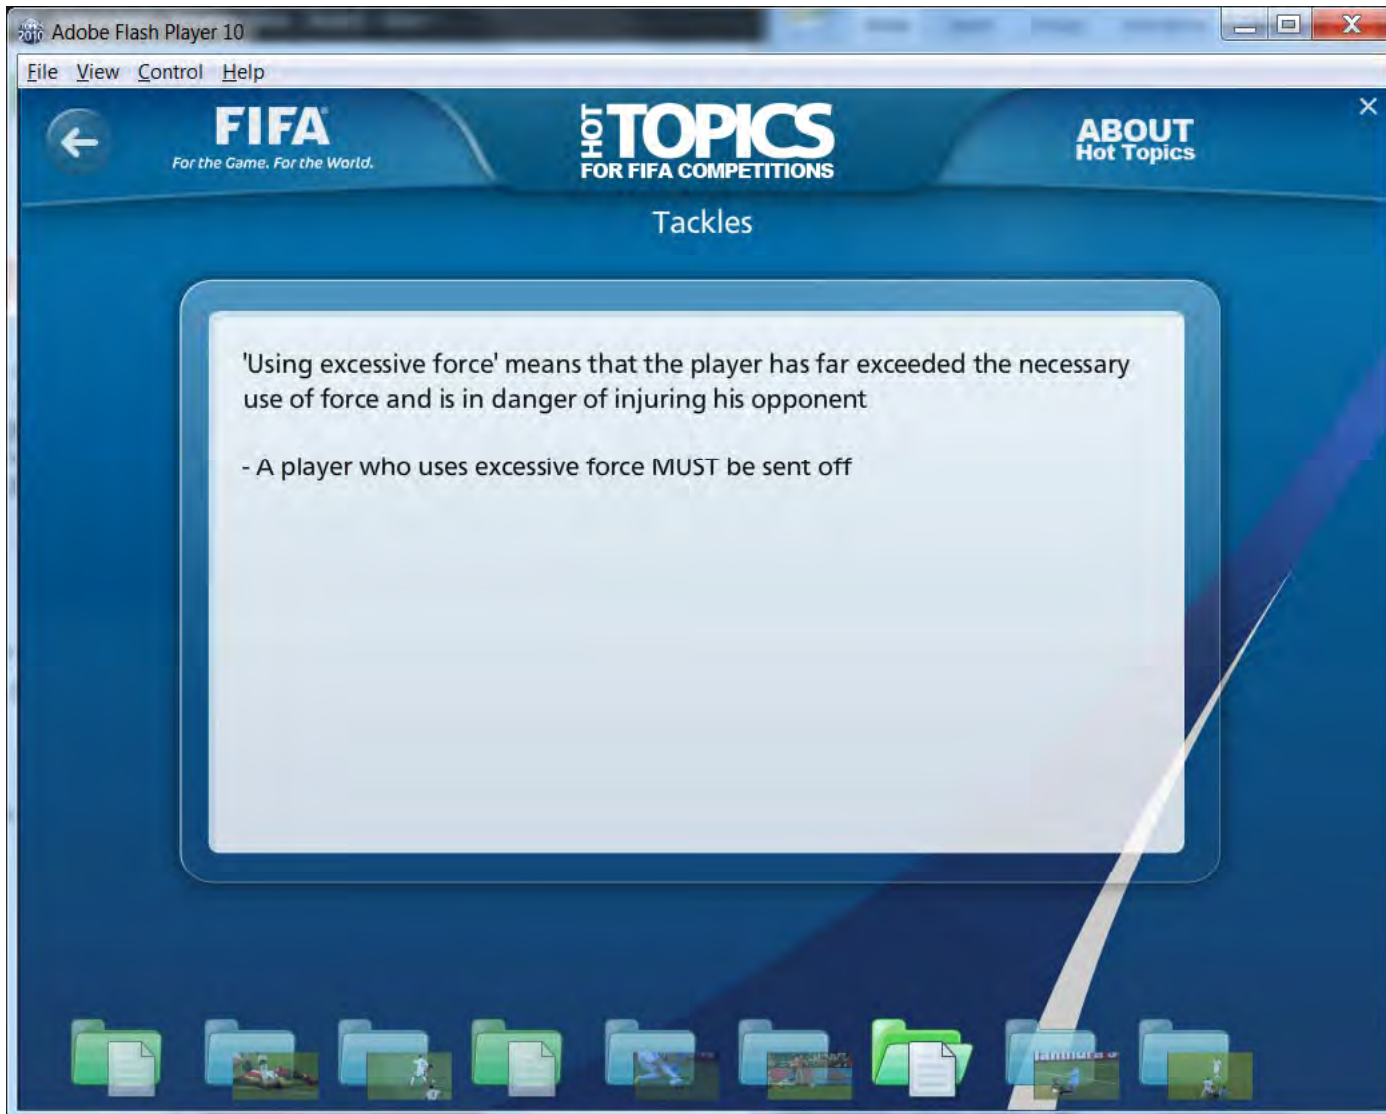 Adobe Flash Player 10
File View Control Help
FIFA
For the Game. For the World.
HOT TOPICS
FOR FIFA COMPETITIONS
ABOUT
Hot Topics
Tackles
'Using excessive force' means that the player has far exceeded the necessary
use of force and is in danger of injuring his opponent
- A player who uses excessive force MUST be sent off